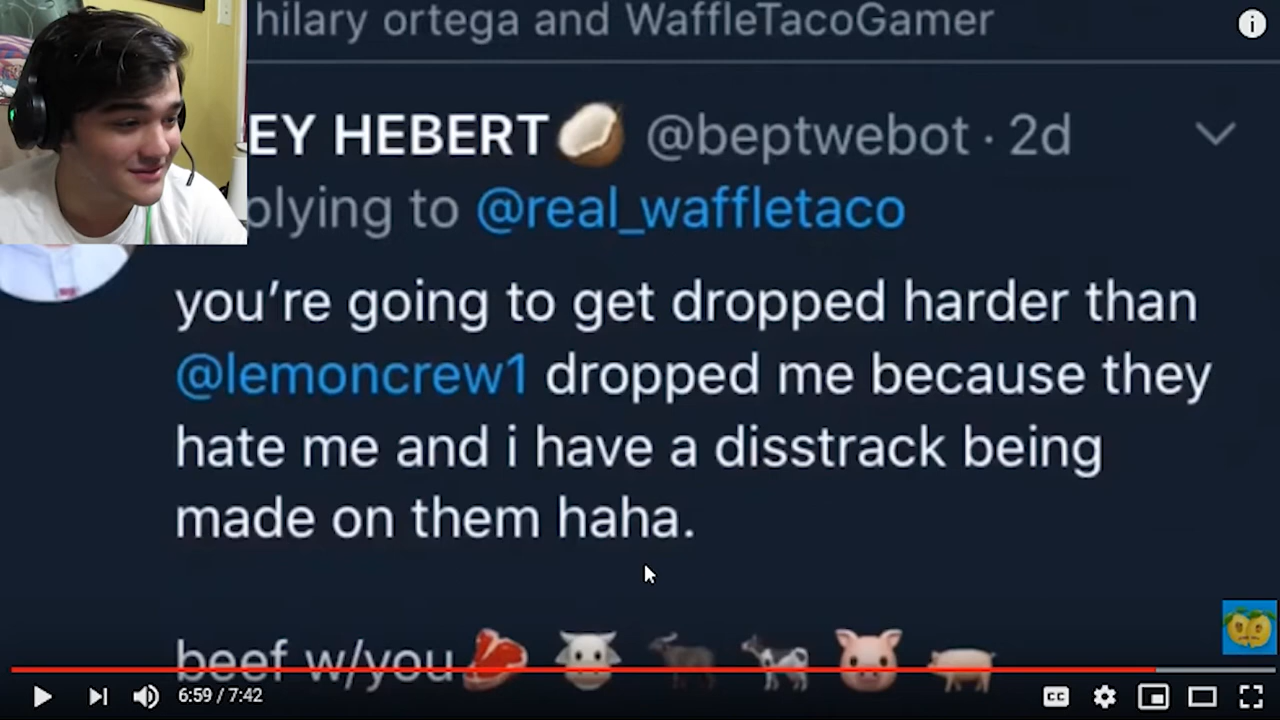 hilary ortega and WaffleTacoGamer
EY HEBERT🥥 @beptwebot · 2d
plying to @real_waffletaco
you're going to get dropped harder than
@lemoncrew1 dropped me because they
hate me and i have a disstrack being
made on them haha.
beef w/you🥩🐮🐃🐄🐷🐖
6:59 / 7:42
CC